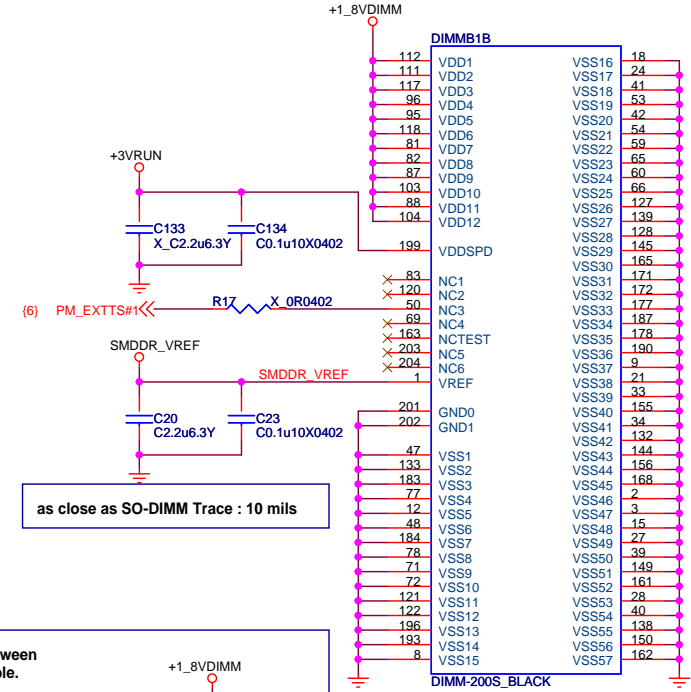 +1_8VDIMM
DIMMB1B
112 VDD1 VSS16 18
111 VDD2 VSS17 24
117 VDD3 VSS18 41
96 VDD4 VSS19 53
95 VDD5 VSS20 42
118 VDD6 VSS21 54
81 VDD7 VSS22 59
82 VDD8 VSS23 65
87 VDD9 VSS24 60
103 VDD10 VSS25 66
88 VDD11 VSS26 127
104 VDD12 VSS27 139
VSS28 128
199 VDDSPD VSS29 145
VSS30 165
83 NC1 VSS31 171
120 NC2 VSS32 172
50 NC3 VSS33 177
69 NC4 VSS34 187
163 NCTEST VSS35 178
203 NC5 VSS36 190
204 NC6 VSS37 9
1 VREF VSS38 21
VSS39 33
201 GND0 VSS40 155
202 GND1 VSS41 34
VSS42 132
47 VSS1 VSS43 144
133 VSS2 VSS44 156
183 VSS3 VSS45 168
77 VSS4 VSS46 2
12 VSS5 VSS47 3
48 VSS6 VSS48 15
184 VSS7 VSS49 27
78 VSS8 VSS50 39
71 VSS9 VSS51 149
72 VSS10 VSS52 161
121 VSS11 VSS53 28
122 VSS12 VSS54 40
196 VSS13 VSS55 138
193 VSS14 VSS56 150
8 VSS15 VSS57 162
DIMM-200S_BLACK
+3VRUN
C133
X_C2.2u6.3Y
C134
C0.1u10X0402
{6} PM_EXTTS#1
R17 X_0R0402
SMDDR_VREF
SMDDR_VREF
C20
C2.2u6.3Y
C23
C0.1u10X0402
as close as SO-DIMM Trace : 10 mils
+1_8VDIMM